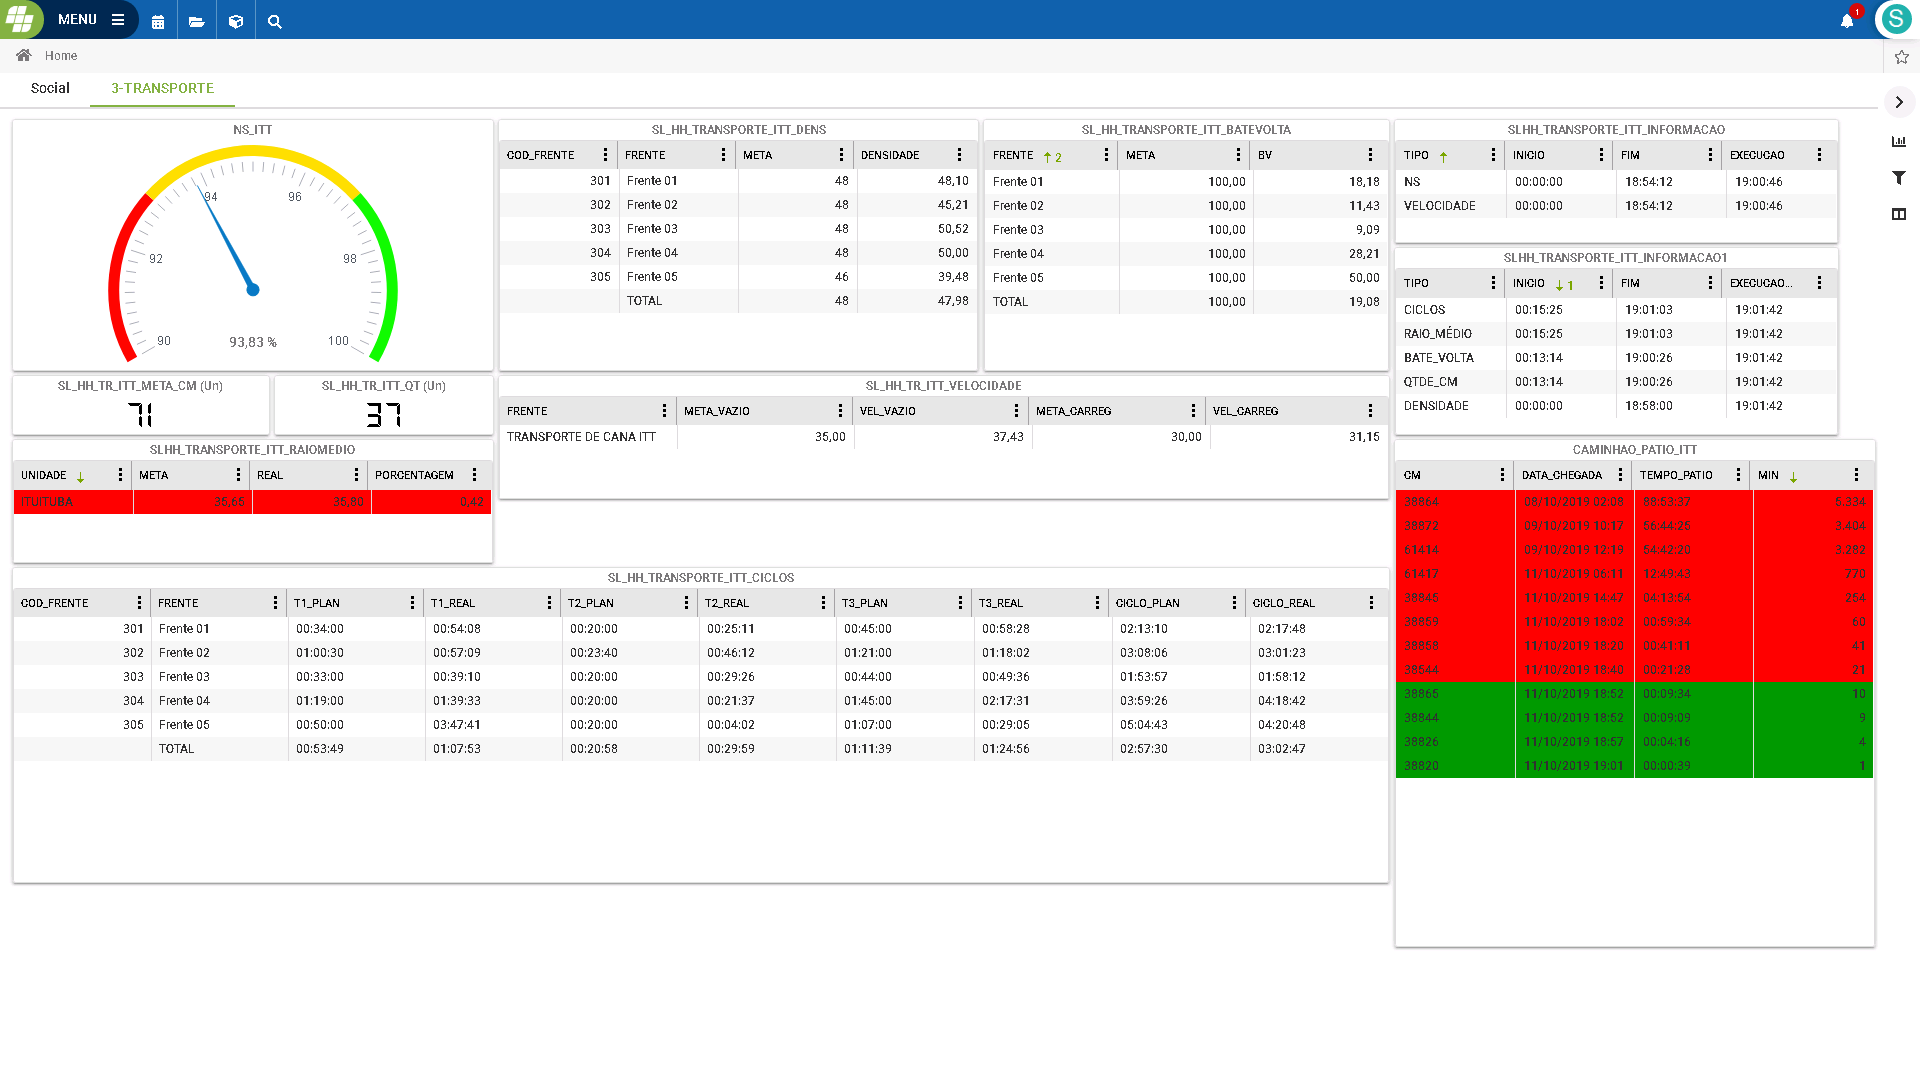 MENU
1
S
Home
Social
3-TRANSPORTE
NS_ITT
90
92
94
96
98
100
93,83 %
SL_HH_TRANSPORTE_ITT_DENS
COD_FRENTE FRENTE META DENSIDADE
301 Frente 01 48 48,10
302 Frente 02 48 45,21
303 Frente 03 48 50,52
304 Frente 04 48 50,00
305 Frente 05 46 39,48
TOTAL 48 47,98
SL_HH_TRANSPORTE_ITT_BATEVOLTA
FRENTE 2 META BV
Frente 01 100,00 18,18
Frente 02 100,00 11,43
Frente 03 100,00 9,09
Frente 04 100,00 28,21
Frente 05 100,00 50,00
TOTAL 100,00 19,08
SLHH_TRANSPORTE_ITT_INFORMACAO
TIPO INICIO FIM EXECUCAO
NS 00:00:00 18:54:12 19:00:46
VELOCIDADE 00:00:00 18:54:12 19:00:46
SLHH_TRANSPORTE_ITT_INFORMACAO1
TIPO INICIO 1 FIM EXECUCAO...
CICLOS 00:15:25 19:01:03 19:01:42
RAIO_MÉDIO 00:15:25 19:01:03 19:01:42
BATE_VOLTA 00:13:14 19:00:26 19:01:42
QTDE_CM 00:13:14 19:00:26 19:01:42
DENSIDADE 00:00:00 18:58:00 19:01:42
SL_HH_TR_ITT_META_CM (Un)
71
SL_HH_TR_ITT_QT (Un)
37
SL_HH_TR_ITT_VELOCIDADE
FRENTE META_VAZIO VEL_VAZIO META_CARREG VEL_CARREG
TRANSPORTE DE CANA ITT 35,00 37,43 30,00 31,15
SLHH_TRANSPORTE_ITT_RAIOMEDIO
UNIDADE META REAL PORCENTAGEM
ITUIUTABA 35,65 35,80 0,42
CAMINHAO_PATIO_ITT
CM DATA_CHEGADA TEMPO_PATIO MIN
38864 08/10/2019 02:08 88:53:37 5.334
38872 09/10/2019 10:17 56:44:25 3.404
61414 09/10/2019 12:19 54:42:20 3.282
61417 11/10/2019 06:11 12:49:43 770
38845 11/10/2019 14:47 04:13:54 254
38859 11/10/2019 18:02 00:59:34 60
38858 11/10/2019 18:20 00:41:11 41
38544 11/10/2019 18:40 00:21:28 21
38865 11/10/2019 18:52 00:09:34 10
38844 11/10/2019 18:52 00:09:09 9
38826 11/10/2019 18:57 00:04:16 4
38820 11/10/2019 19:01 00:00:39 1
SL_HH_TRANSPORTE_ITT_CICLOS
COD_FRENTE FRENTE T1_PLAN T1_REAL T2_PLAN T2_REAL T3_PLAN T3_REAL CICLO_PLAN CICLO_REAL
301 Frente 01 00:34:00 00:54:08 00:20:00 00:25:11 00:45:00 00:58:28 02:13:10 02:17:48
302 Frente 02 01:00:30 00:57:09 00:23:40 00:46:12 01:21:00 01:18:02 03:08:06 03:01:23
303 Frente 03 00:33:00 00:39:10 00:20:00 00:29:26 00:44:00 00:49:36 01:53:57 01:58:12
304 Frente 04 01:19:00 01:39:33 00:20:00 00:21:37 01:45:00 02:17:31 03:59:26 04:18:42
305 Frente 05 00:50:00 03:47:41 00:20:00 00:04:02 01:07:00 00:29:05 05:04:43 04:20:48
TOTAL 00:53:49 01:07:53 00:20:58 00:29:59 01:11:39 01:24:56 02:57:30 03:02:47